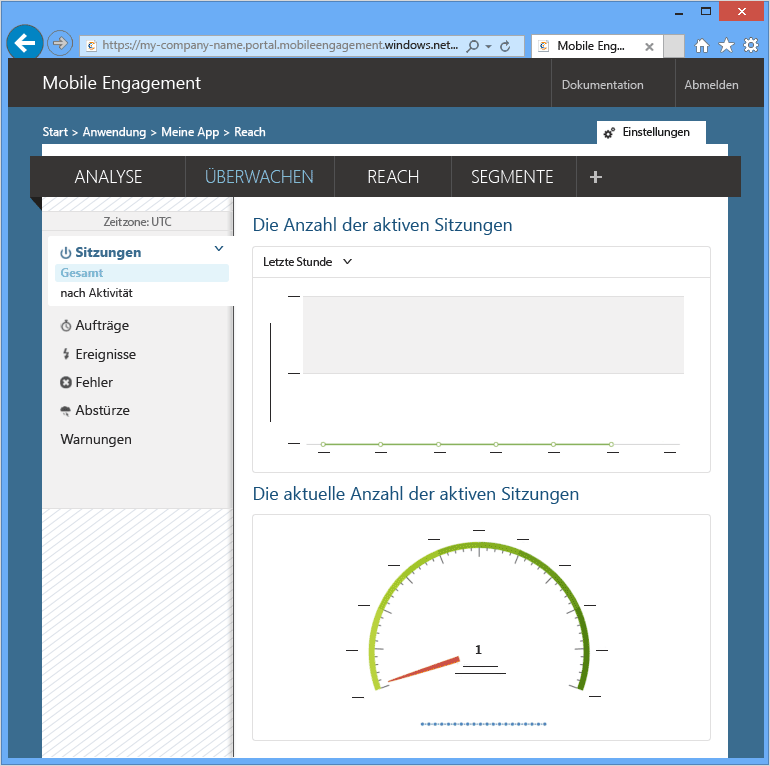 https://my-company-name.portal.mobileengagement.windows.net...
Mobile Eng...
Mobile Engagement
Dokumentation
Abmelden
Start > Anwendung > Meine App > Reach
Einstellungen
ANALYSE
ÜBERWACHEN
REACH
SEGMENTE
+
Zeitzone: UTC
Sitzungen
Gesamt
nach Aktivität
Aufträge
Ereignisse
Fehler
Abstürze
Warnungen
Die Anzahl der aktiven Sitzungen
Letzte Stunde
Die aktuelle Anzahl der aktiven Sitzungen
1